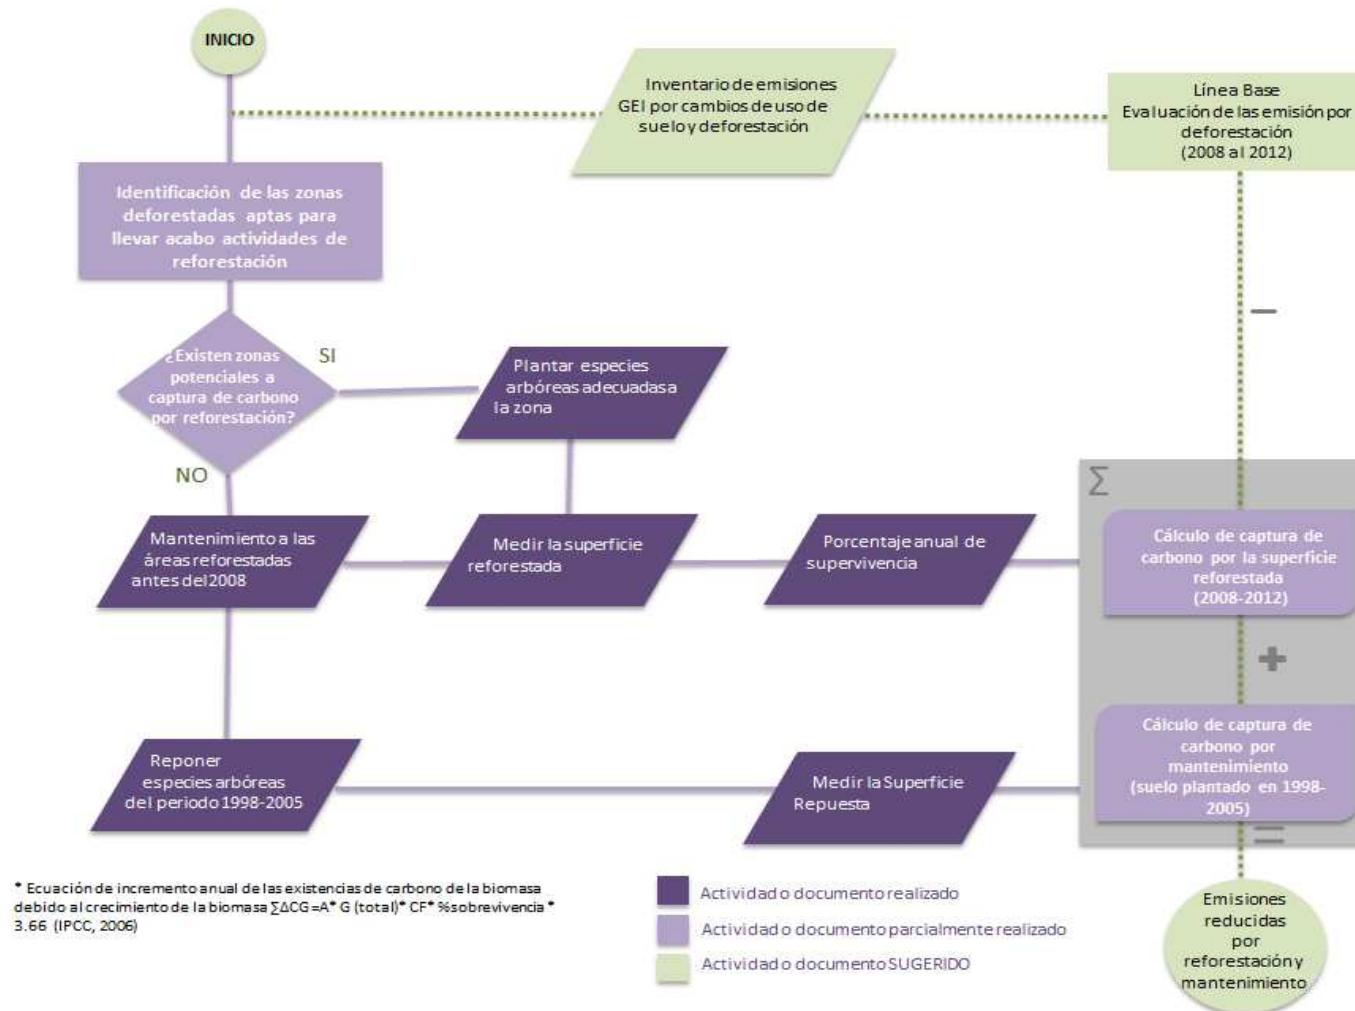 INICIO
Inventario de emisiones
GEI por cambios de uso de
suelo y deforestación
Línea Base
Evaluación de las emisión por
deforestación
(2008 al 2012)
Identificación de las zonas
deforestadas aptas para
llevar acabo actividades de
reforestación
¿Existen zonas
potenciales a
captura de carbono
por reforestación?
SI
NO
Plantar especies
arbóreas adecuadas a
la zona
Mantenimiento a las
áreas reforestadas
antes del 2008
Medir la superficie
reforestada
Porcentaje anual de
supervivencia
−
Σ
Cálculo de captura de
carbono por la superficie
reforestada
(2008-2012)
+
Cálculo de captura de
carbono por
mantenimiento
(suelo plantado en 1998-
2005)
=
Reponer
especies arbóreas
del periodo 1998-2005
Medir la Superficie
Repuesta
Emisiones
reducidas
por
reforestación y
mantenimiento
* Ecuación de incremento anual de las existencias de carbono de la biomasa
debido al crecimiento de la biomasa ∑∆CG=A* G (total)* CF* %sobrevivencia *
3.66 (IPCC, 2006)
Actividad o documento realizado
Actividad o documento parcialmente realizado
Actividad o documento SUGERIDO